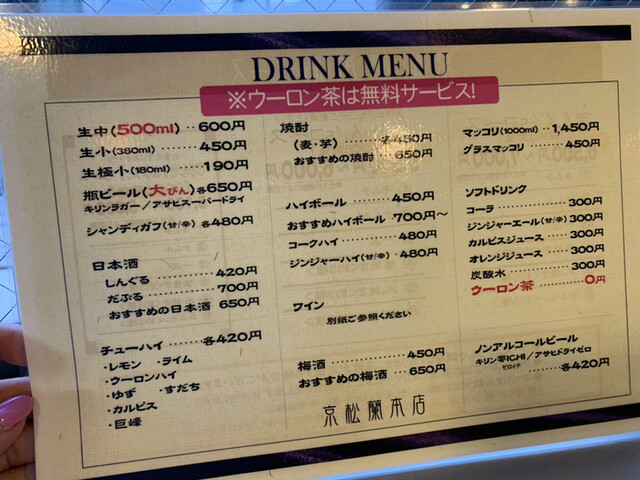 DRINK MENU
※ウーロン茶は無料サービス!
生中(500ml)‥600円
生小(380ml)‥‥450円
生極小(180ml)‥‥190円
瓶ビール(大びん)各650円
キリンラガー/アサヒスーパードライ
シャンディガフ(甘/辛)各480円
日本酒
しんぐる………420円
だぶる…………700円
おすすめの日本酒 650円
チューハイ……各420円
・レモン ・ライム
・ウーロンハイ
・ゆず ・すだち
・カルピス
・巨峰
焼酎
(麦・芋)……各450円
おすすめの焼酎…650円
ハイボール……450円
おすすめハイボール 700円~
コークハイ………480円
ジンジャーハイ(甘/辛)…480円
ワイン
別紙ご参照ください
梅酒……………450円
おすすめの梅酒…650円
マッコリ(1000ml)‥1,450円
グラスマッコリ……450円
ソフトドリンク
コーラ……………300円
ジンジャーエール(甘/辛)…300円
カルピスジュース……300円
オレンジジュース……300円
炭酸水……………300円
ウーロン茶……0円
ノンアルコールビール
キリン零ICHI/アサヒドライゼロ
ゼロイチ
………各420円
京松蘭本店